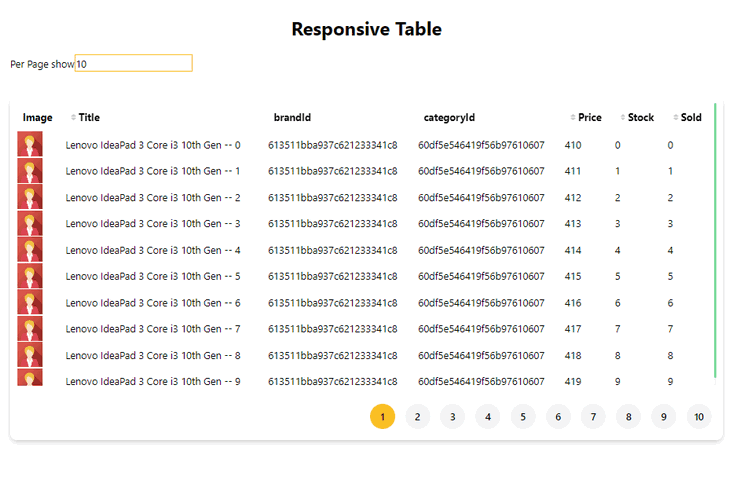 Responsive Table
Per Page show 10
Image Title brandId categoryId Price Stock Sold
Lenovo IdeaPad 3 Core i3 10th Gen -- 0 613511bba937c621233341c8 60df5e546419f56b97610607 410 0 0
Lenovo IdeaPad 3 Core i3 10th Gen -- 1 613511bba937c621233341c8 60df5e546419f56b97610607 411 1 1
Lenovo IdeaPad 3 Core i3 10th Gen -- 2 613511bba937c621233341c8 60df5e546419f56b97610607 412 2 2
Lenovo IdeaPad 3 Core i3 10th Gen -- 3 613511bba937c621233341c8 60df5e546419f56b97610607 413 3 3
Lenovo IdeaPad 3 Core i3 10th Gen -- 4 613511bba937c621233341c8 60df5e546419f56b97610607 414 4 4
Lenovo IdeaPad 3 Core i3 10th Gen -- 5 613511bba937c621233341c8 60df5e546419f56b97610607 415 5 5
Lenovo IdeaPad 3 Core i3 10th Gen -- 6 613511bba937c621233341c8 60df5e546419f56b97610607 416 6 6
Lenovo IdeaPad 3 Core i3 10th Gen -- 7 613511bba937c621233341c8 60df5e546419f56b97610607 417 7 7
Lenovo IdeaPad 3 Core i3 10th Gen -- 8 613511bba937c621233341c8 60df5e546419f56b97610607 418 8 8
Lenovo IdeaPad 3 Core i3 10th Gen -- 9 613511bba937c621233341c8 60df5e546419f56b97610607 419 9 9
1 2 3 4 5 6 7 8 9 10